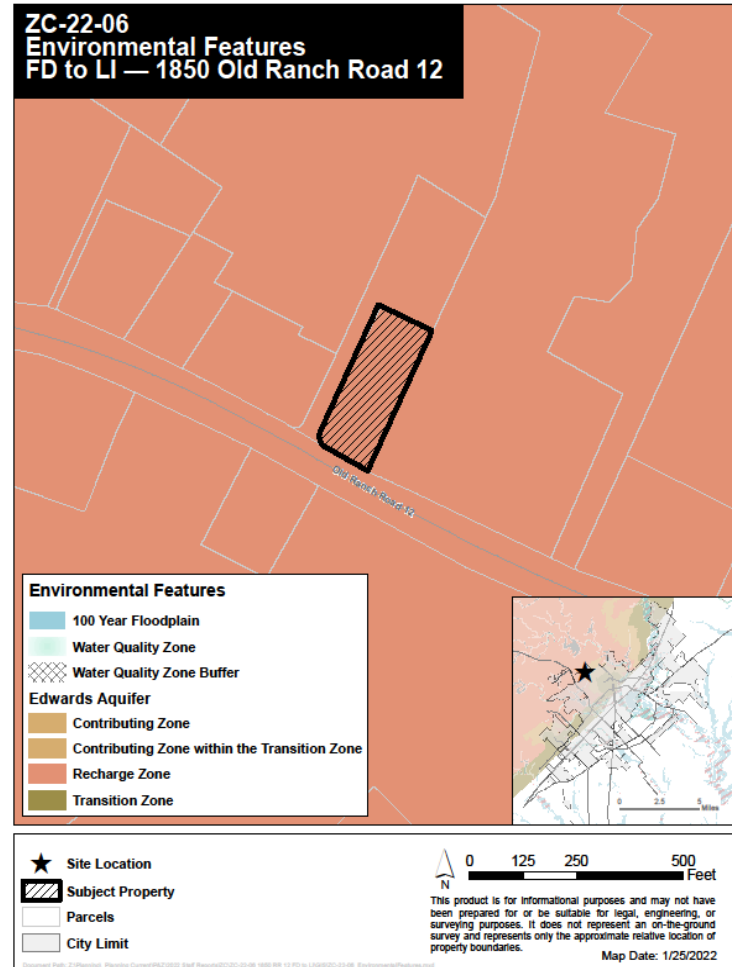 ZC-22-06
Environmental Features
FD to LI — 1850 Old Ranch Road 12
Old Ranch Road 12
Environmental Features
100 Year Floodplain
Water Quality Zone
Water Quality Zone Buffer
Edwards Aquifer
Contributing Zone
Contributing Zone within the Transition Zone
Recharge Zone
Transition Zone
0 2.5 5
Miles
Site Location
Subject Property
Parcels
City Limit
N
0 125 250 500
Feet
This product is for informational purposes and may not have
been prepared for or be suitable for legal, engineering, or
surveying purposes. It does not represent an on-the-ground
survey and represents only the approximate relative location of
property boundaries.
Map Date: 1/25/2022